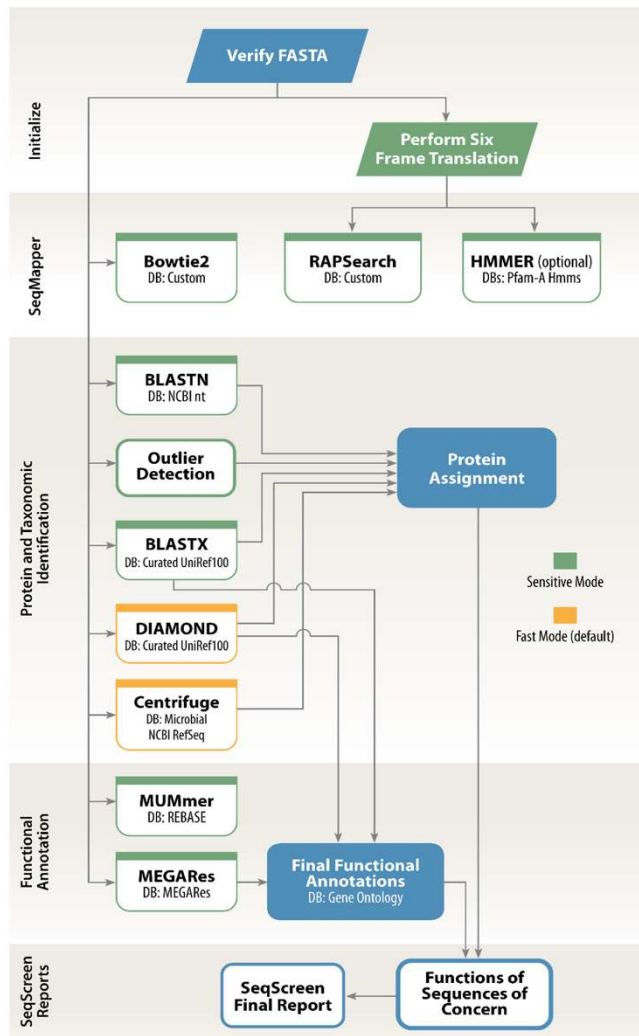 Initialize
Verify FASTA
Perform Six
Frame Translation
SeqMapper
Bowtie2
DB: Custom
RAPSearch
DB: Custom
HMMER (optional)
DBs: Pfam-A Hmms
Protein and Taxonomic
Identification
BLASTN
DB: NCBI nt
Outlier
Detection
BLASTX
DB: Curated UniRef100
DIAMOND
DB: Curated UniRef100
Centrifuge
DB: Microbial
NCBI RefSeq
Protein
Assignment
Sensitive Mode
Fast Mode (default)
Functional
Annotation
MUMmer
DB: REBASE
MEGARes
DB: MEGARes
Final Functional
Annotations
DB: Gene Ontology
SeqScreen
Reports
SeqScreen
Final Report
Functions of
Sequences of
Concern